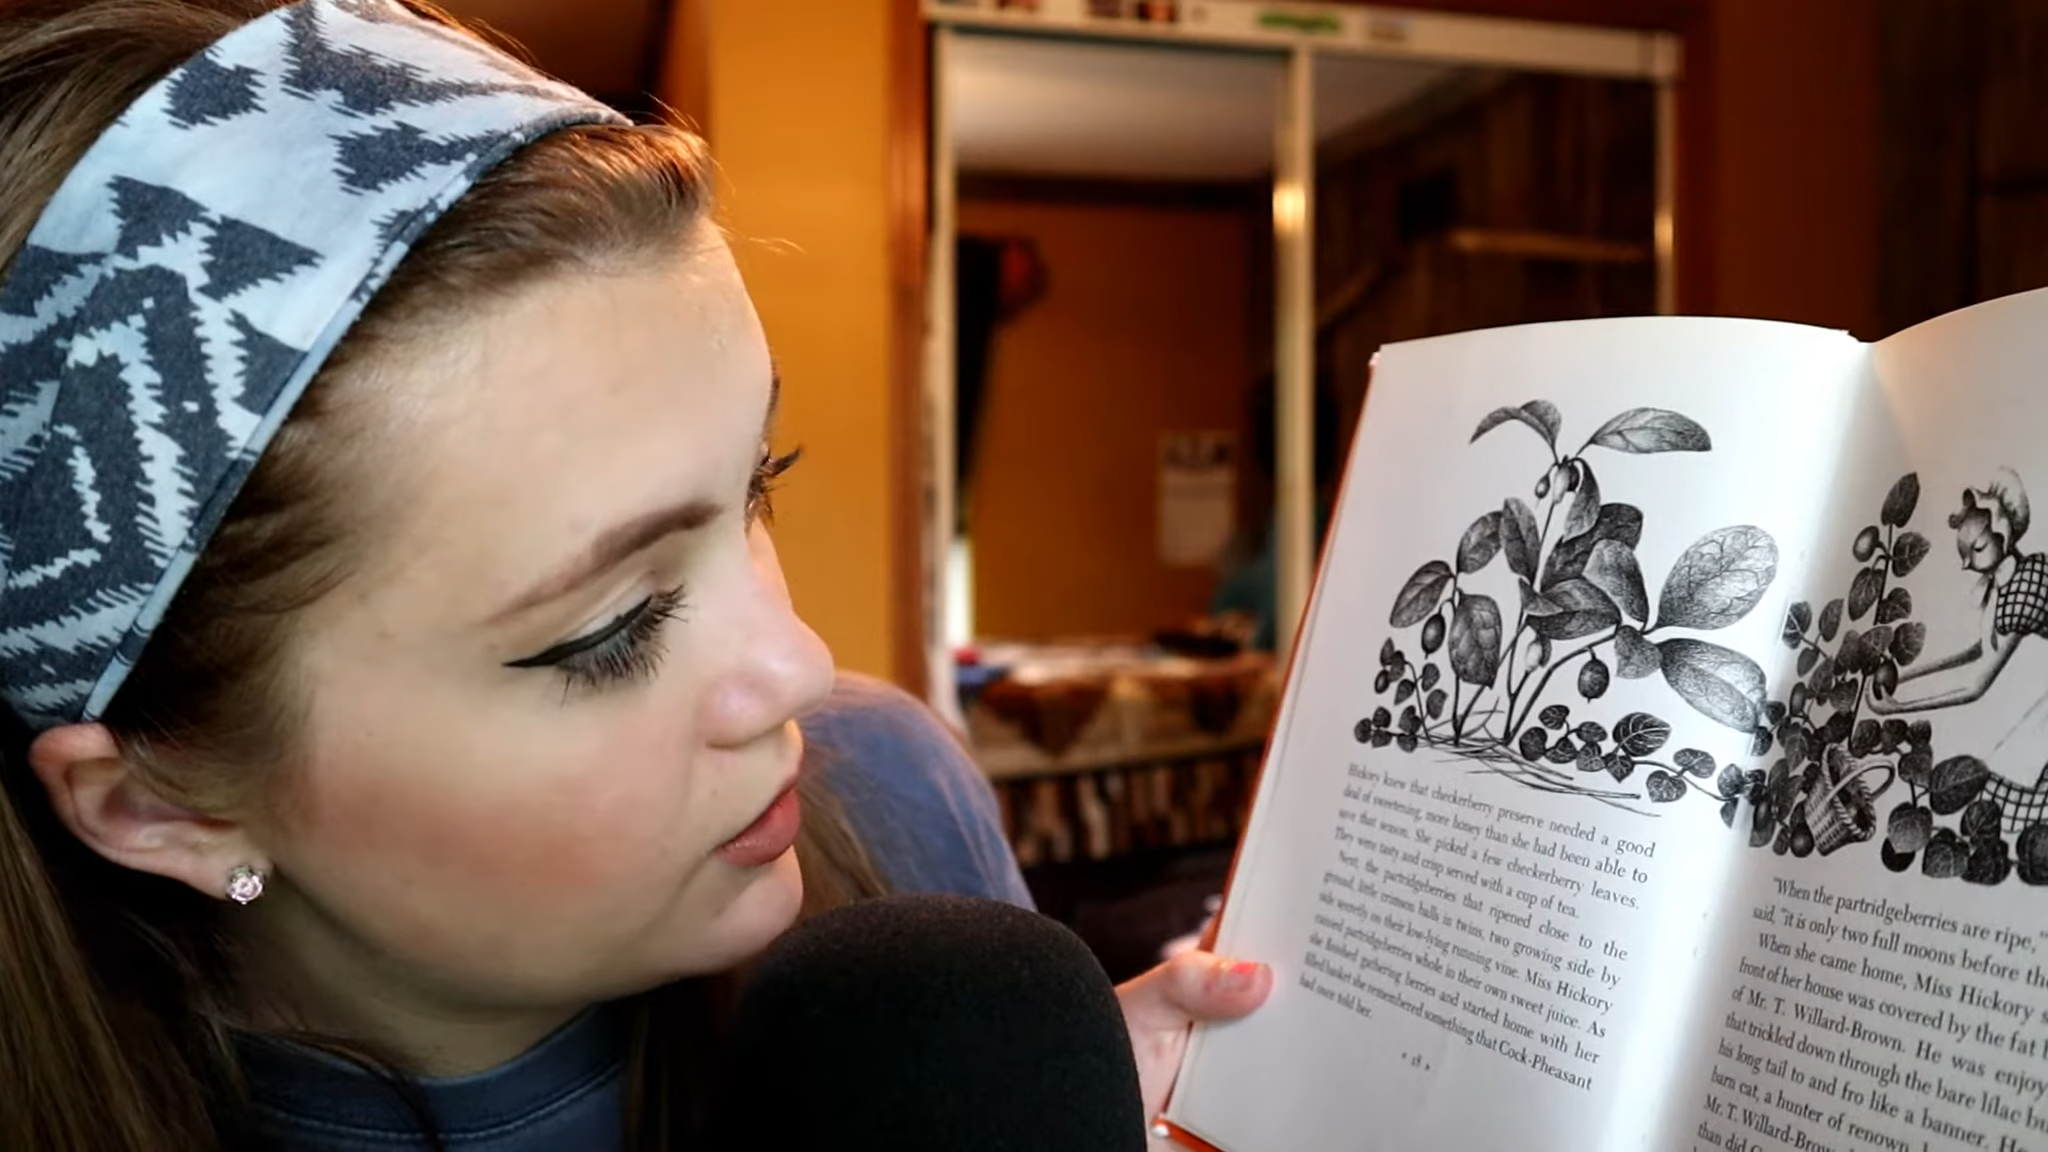 Hickory knew that checkerberry preserve needed a good
deal of sweetening, more honey than she had been able to
save that season. She picked a few checkerberry leaves.
They were tasty and crisp served with a cup of tea.
Next, the partridgeberries that ripened close to the
ground, little crimson balls in twins, two growing side by
side secretly on their low-lying running vine. Miss Hickory
canned partridgeberries whole in their own sweet juice. As
she finished gathering berries and started home with her
filled basket she remembered something that Cock-Pheasant
had once told her.
• 18 •
"When the partridgeberries are ripe,"
said, "it is only two full moons before the
When she came home, Miss Hickory
front of her house was covered by the fat
of Mr. T. Willard-Brown. He was enjoy
that trickled down through the bare lilac
his long tail to and fro like a banner. He
barn cat, a hunter of renown,
Mr. T. Willard-Brow
than did